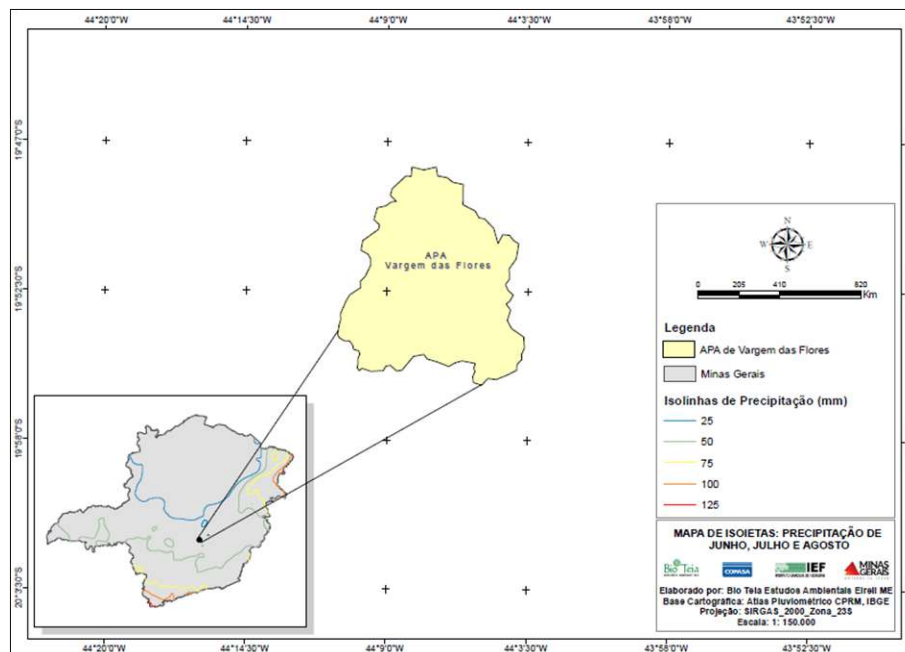 44°20'0"W 44°14'30"W 44°9'0"W 44°3'30"W 43°58'0"W 43°52'30"W
19°47'0"S
19°52'30"S
19°58'0"S
20°3'30"S
APA
Vargem das Flores
N
W E
S
0 205 410 820
Km
Legenda
APA de Vargem das Flores
Minas Gerais
Isolinhas de Precipitação (mm)
25
50
75
100
125
MAPA DE ISOIETAS: PRECIPITAÇÃO DE
JUNHO, JULHO E AGOSTO
Bio Teia
COPASA
IEF
MINAS
GERAIS
Elaborado por: Bio Teia Estudos Ambientais Eireli ME
Base Cartográfica: Atlas Pluviométrico CPRM, IBGE
Projeção: SIRGAS_2000_Zona_23S
Escala: 1: 150.000
44°20'0"W 44°14'30"W 44°9'0"W 44°3'30"W 43°58'0"W 43°52'30"W